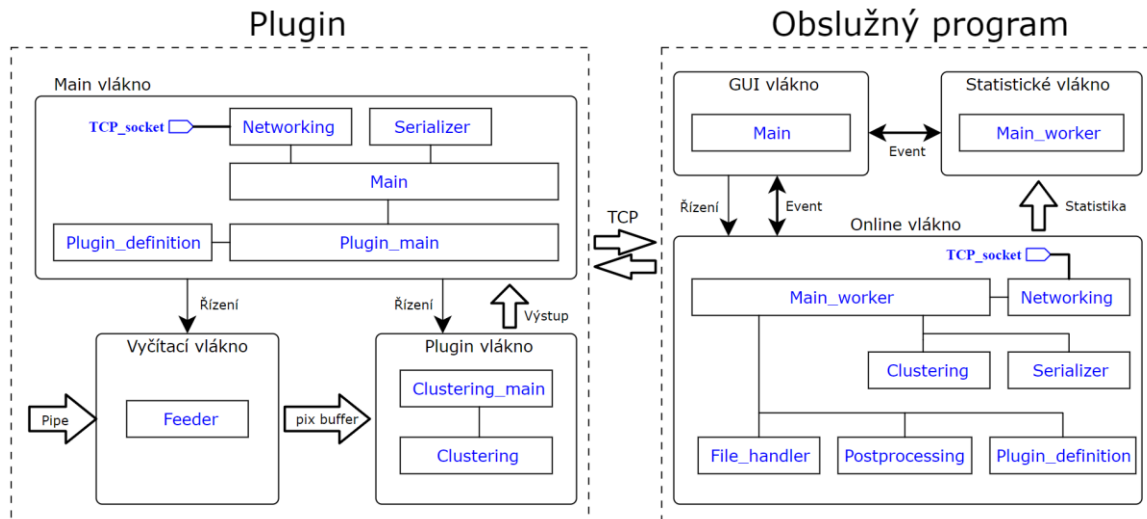 Plugin
Main vlákno
TCP_socket
Networking
Serializer
Main
Plugin_definition
Plugin_main
Řízení
Řízení
Výstup
Vyčítací vlákno
Plugin vlákno
Pipe
Feeder
pix buffer
Clustering_main
Clustering
TCP
Obslužný program
GUI vlákno
Statistické vlákno
Main
Event
Main_worker
Řízení
Event
Statistika
Online vlákno
TCP_socket
Main_worker
Networking
Clustering
Serializer
File_handler
Postprocessing
Plugin_definition